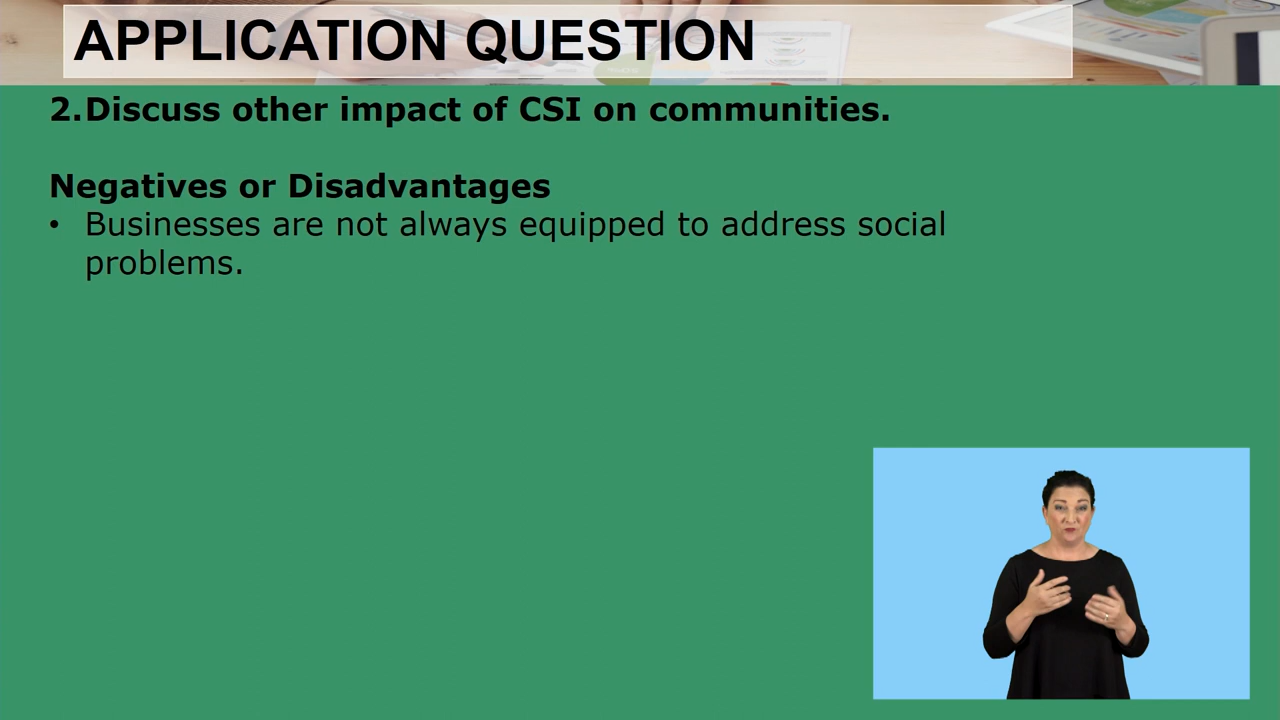 APPLICATION QUESTION
2. Discuss other impact of CSI on communities.
Negatives or Disadvantages
• Businesses are not always equipped to address social
problems.